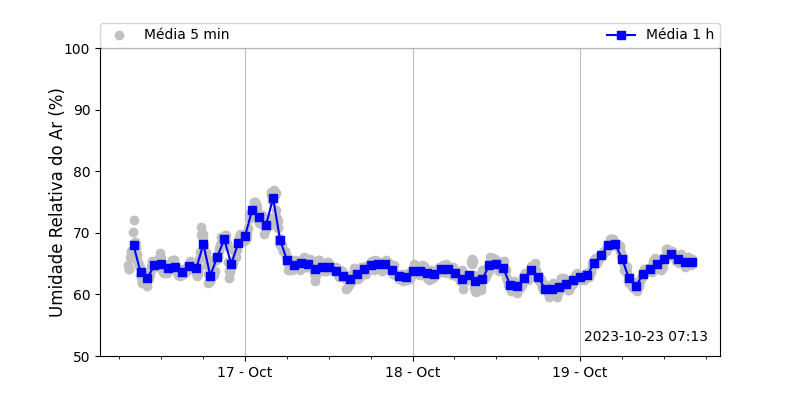 Média 5 min
Média 1 h
Umidade Relativa do Ar (%)
100
90
80
70
60
50
2023-10-23 07:13
17 - Oct
18 - Oct
19 - Oct